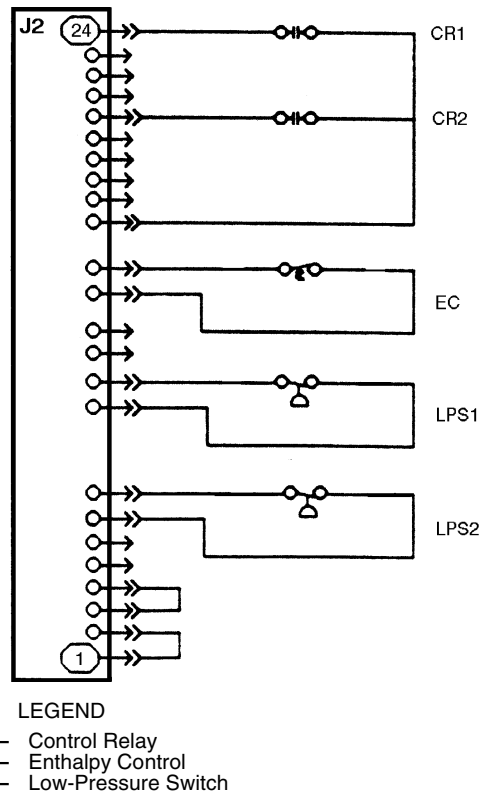 J2
24
CR1
CR2
EC
LPS1
LPS2
1
LEGEND
– Control Relay
– Enthalpy Control
– Low-Pressure Switch